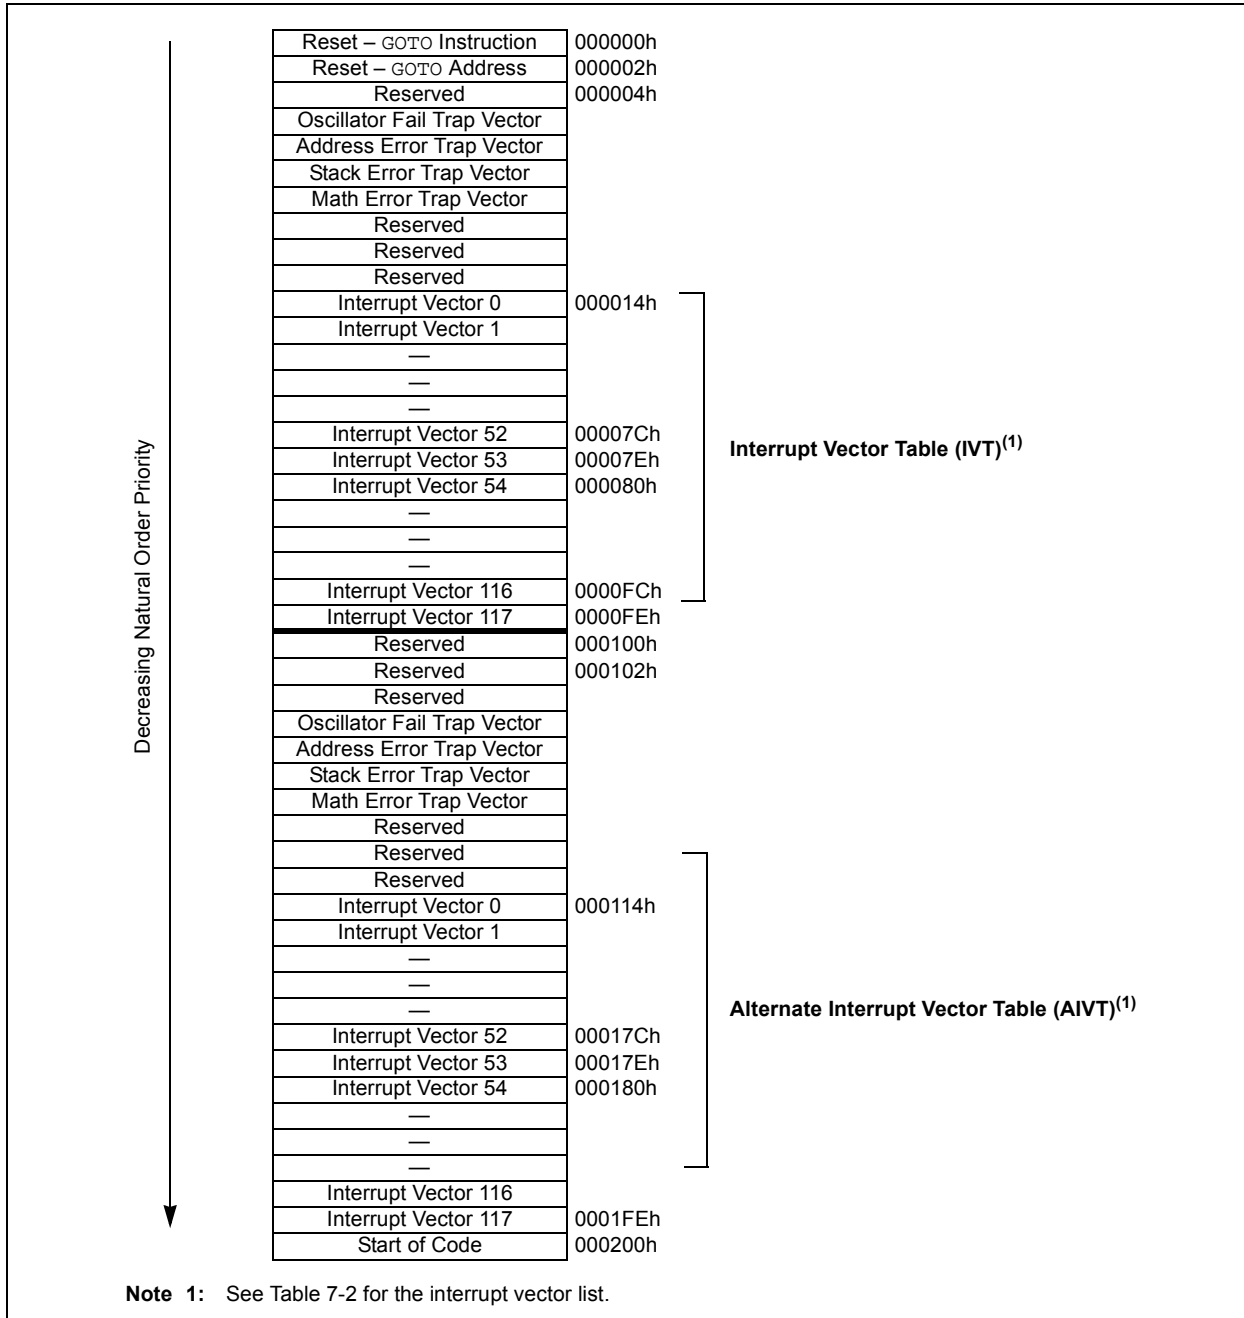 Reset – GOTO Instruction 000000h
Reset – GOTO Address 000002h
Reserved 000004h
Oscillator Fail Trap Vector
Address Error Trap Vector
Stack Error Trap Vector
Math Error Trap Vector
Reserved
Reserved
Reserved
Interrupt Vector 0 000014h
Interrupt Vector 1
—
—
—
Interrupt Vector 52 00007Ch
Interrupt Vector 53 00007Eh
Interrupt Vector 54 000080h
—
—
—
Interrupt Vector 116 0000FCh
Interrupt Vector 117 0000FEh
Reserved 000100h
Reserved 000102h
Reserved
Oscillator Fail Trap Vector
Address Error Trap Vector
Stack Error Trap Vector
Math Error Trap Vector
Reserved
Reserved
Reserved
Interrupt Vector 0 000114h
Interrupt Vector 1
—
—
—
Interrupt Vector 52 00017Ch
Interrupt Vector 53 00017Eh
Interrupt Vector 54 000180h
—
—
—
Interrupt Vector 116
Interrupt Vector 117 0001FEh
Start of Code 000200h
Decreasing Natural Order Priority
Interrupt Vector Table (IVT)(1)
Alternate Interrupt Vector Table (AIVT)(1)
Note 1: See Table 7-2 for the interrupt vector list.